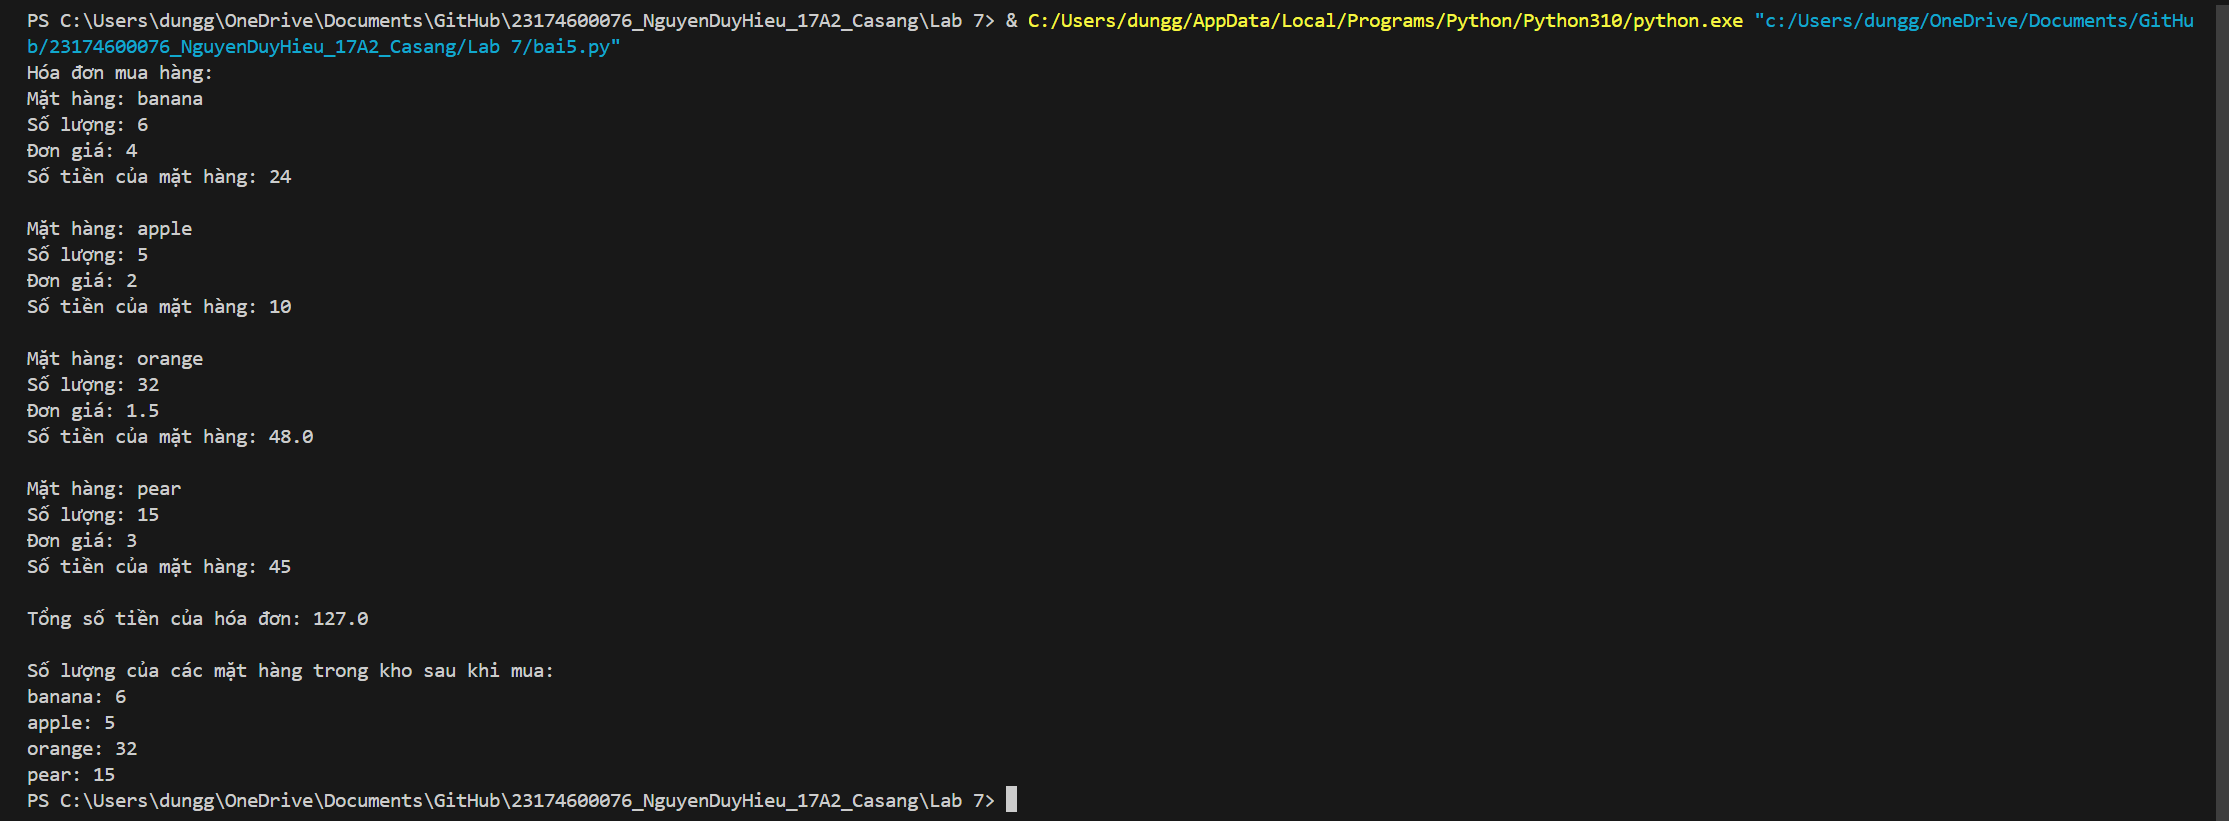 PS C:\Users\dungg\OneDrive\Documents\GitHub\23174600076_NguyenDuyHieu_17A2_Casang\Lab 7> & C:/Users/dungg/AppData/Local/Programs/Python/Python310/python.exe "c:/Users/dungg/OneDrive/Documents/GitHu
b/23174600076_NguyenDuyHieu_17A2_Casang/Lab 7/bai5.py"
Hóa đơn mua hàng:
Mặt hàng: banana
Số lượng: 6
Đơn giá: 4
Số tiền của mặt hàng: 24
Mặt hàng: apple
Số lượng: 5
Đơn giá: 2
Số tiền của mặt hàng: 10
Mặt hàng: orange
Số lượng: 32
Đơn giá: 1.5
Số tiền của mặt hàng: 48.0
Mặt hàng: pear
Số lượng: 15
Đơn giá: 3
Số tiền của mặt hàng: 45
Tổng số tiền của hóa đơn: 127.0
Số lượng của các mặt hàng trong kho sau khi mua:
banana: 6
apple: 5
orange: 32
pear: 15
PS C:\Users\dungg\OneDrive\Documents\GitHub\23174600076_NguyenDuyHieu_17A2_Casang\Lab 7>